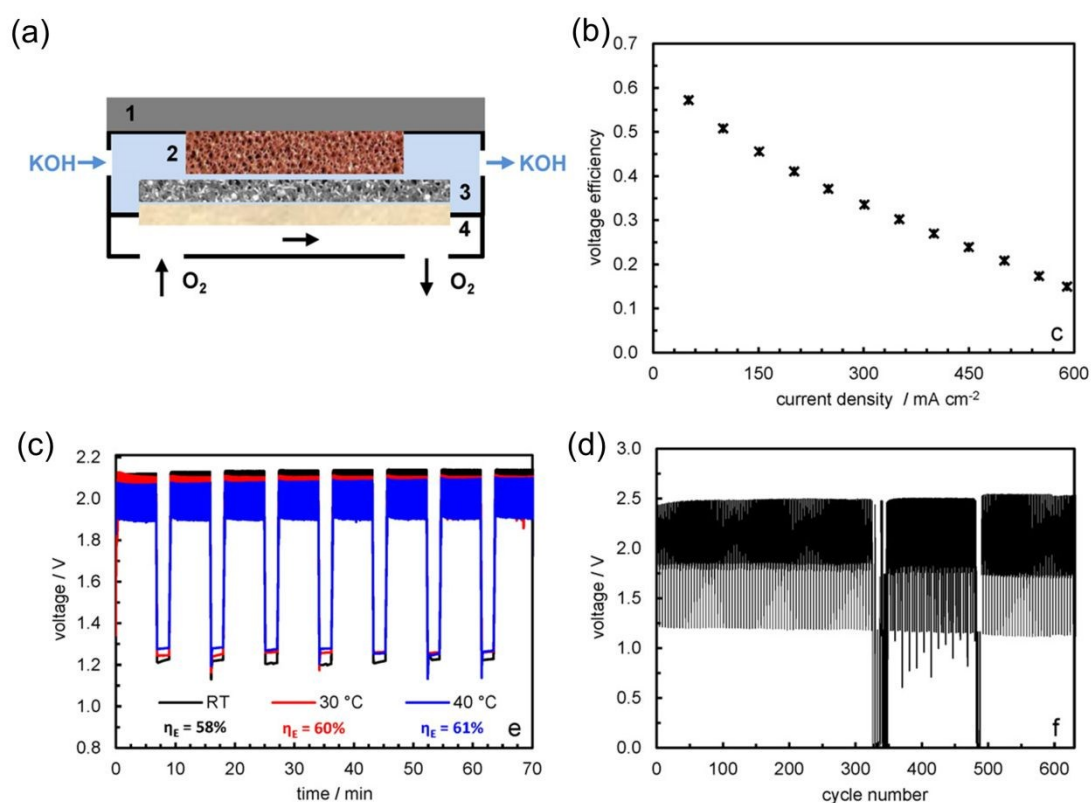 (a)
1
2
KOH
KOH
3
4
O₂
O₂
(b)
0.7
0.6
0.5
0.4
0.3
0.2
0.1
0.0
voltage efficiency
c
0
150
300
450
600
current density / mA cm⁻²
(c)
2.2
2.0
1.8
1.6
1.4
1.2
1.0
0.8
voltage / V
RT
30 °C
40 °C
ηE = 58%
ηE = 60%
ηE = 61%
e
0
10
20
30
40
50
60
70
time / min
(d)
3.0
2.5
2.0
1.5
1.0
0.5
0.0
voltage / V
f
0
100
200
300
400
500
600
cycle number